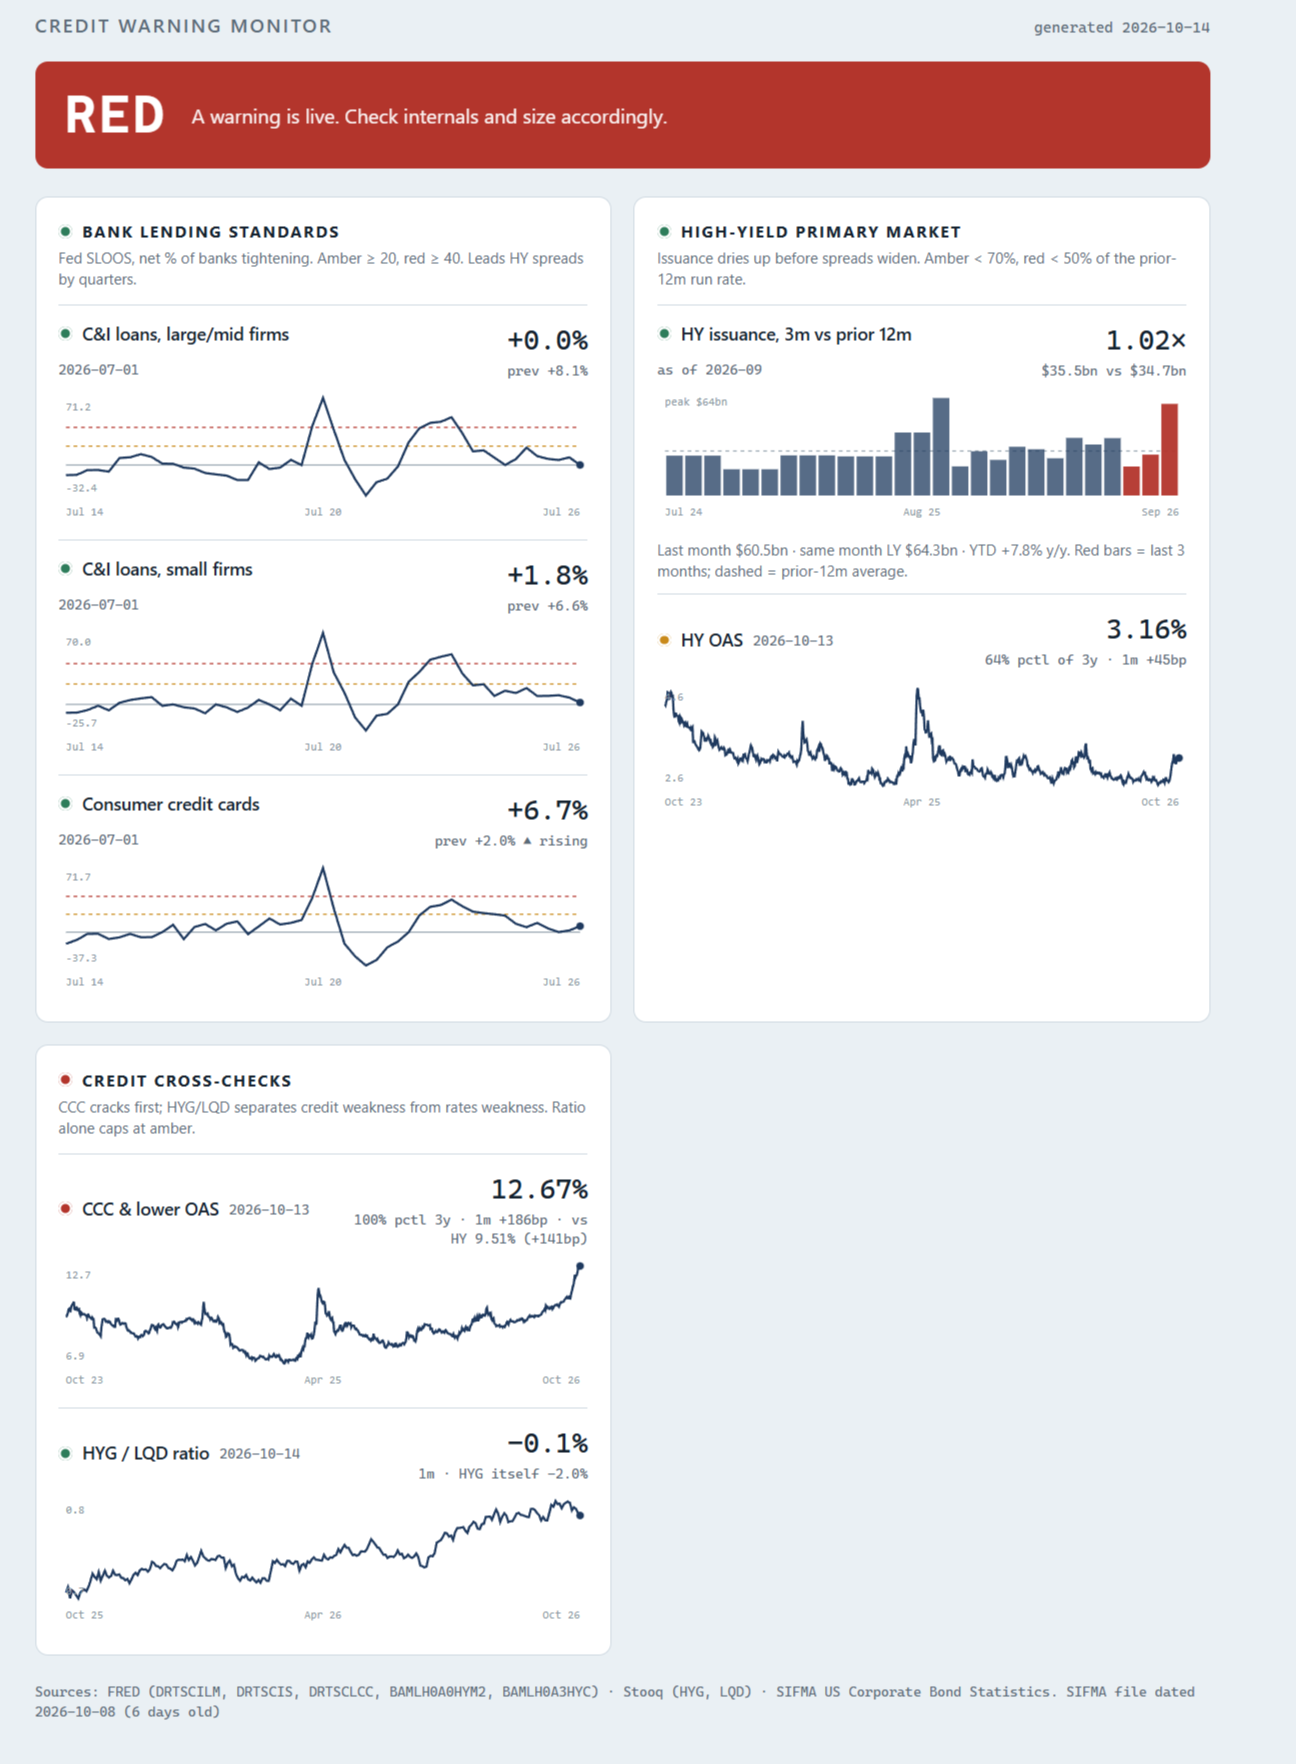 CREDIT WARNING MONITOR
generated 2026-10-14
RED
A warning is live. Check internals and size accordingly.
BANK LENDING STANDARDS
Fed SLOOS, net % of banks tightening. Amber ≥ 20, red ≥ 40. Leads HY spreads
by quarters.
C&I loans, large/mid firms
+0.0%
2026-07-01
prev +8.1%
71.2
-32.4
Jul 14
Jul 20
Jul 26
C&I loans, small firms
+1.8%
2026-07-01
prev +6.6%
70.0
-25.7
Jul 14
Jul 20
Jul 26
Consumer credit cards
+6.7%
2026-07-01
prev +2.0% ▲ rising
71.7
-37.3
Jul 14
Jul 20
Jul 26
HIGH-YIELD PRIMARY MARKET
Issuance dries up before spreads widen. Amber < 70%, red < 50% of the prior-
12m run rate.
HY issuance, 3m vs prior 12m
1.02×
as of 2026-09
$35.5bn vs $34.7bn
peak $64bn
Jul 24
Aug 25
Sep 26
Last month $60.5bn · same month LY $64.3bn · YTD +7.8% y/y. Red bars = last 3
months; dashed = prior-12m average.
HY OAS 2026-10-13
3.16%
64% pctl of 3y · 1m +45bp
2.6
Oct 23
Apr 25
Oct 26
CREDIT CROSS-CHECKS
CCC cracks first; HYG/LQD separates credit weakness from rates weakness. Ratio
alone caps at amber.
CCC & lower OAS 2026-10-13
12.67%
100% pctl 3y · 1m +186bp · vs
HY 9.51% (+141bp)
12.7
6.9
Oct 23
Apr 25
Oct 26
HYG / LQD ratio 2026-10-14
−0.1%
1m · HYG itself −2.0%
0.8
Oct 25
Apr 26
Oct 26
Sources: FRED (DRTSCILM, DRTSCIS, DRTSCLCC, BAMLH0A0HYM2, BAMLH0A3HYC) · Stooq (HYG, LQD) · SIFMA US Corporate Bond Statistics. SIFMA file dated
2026-10-08 (6 days old)